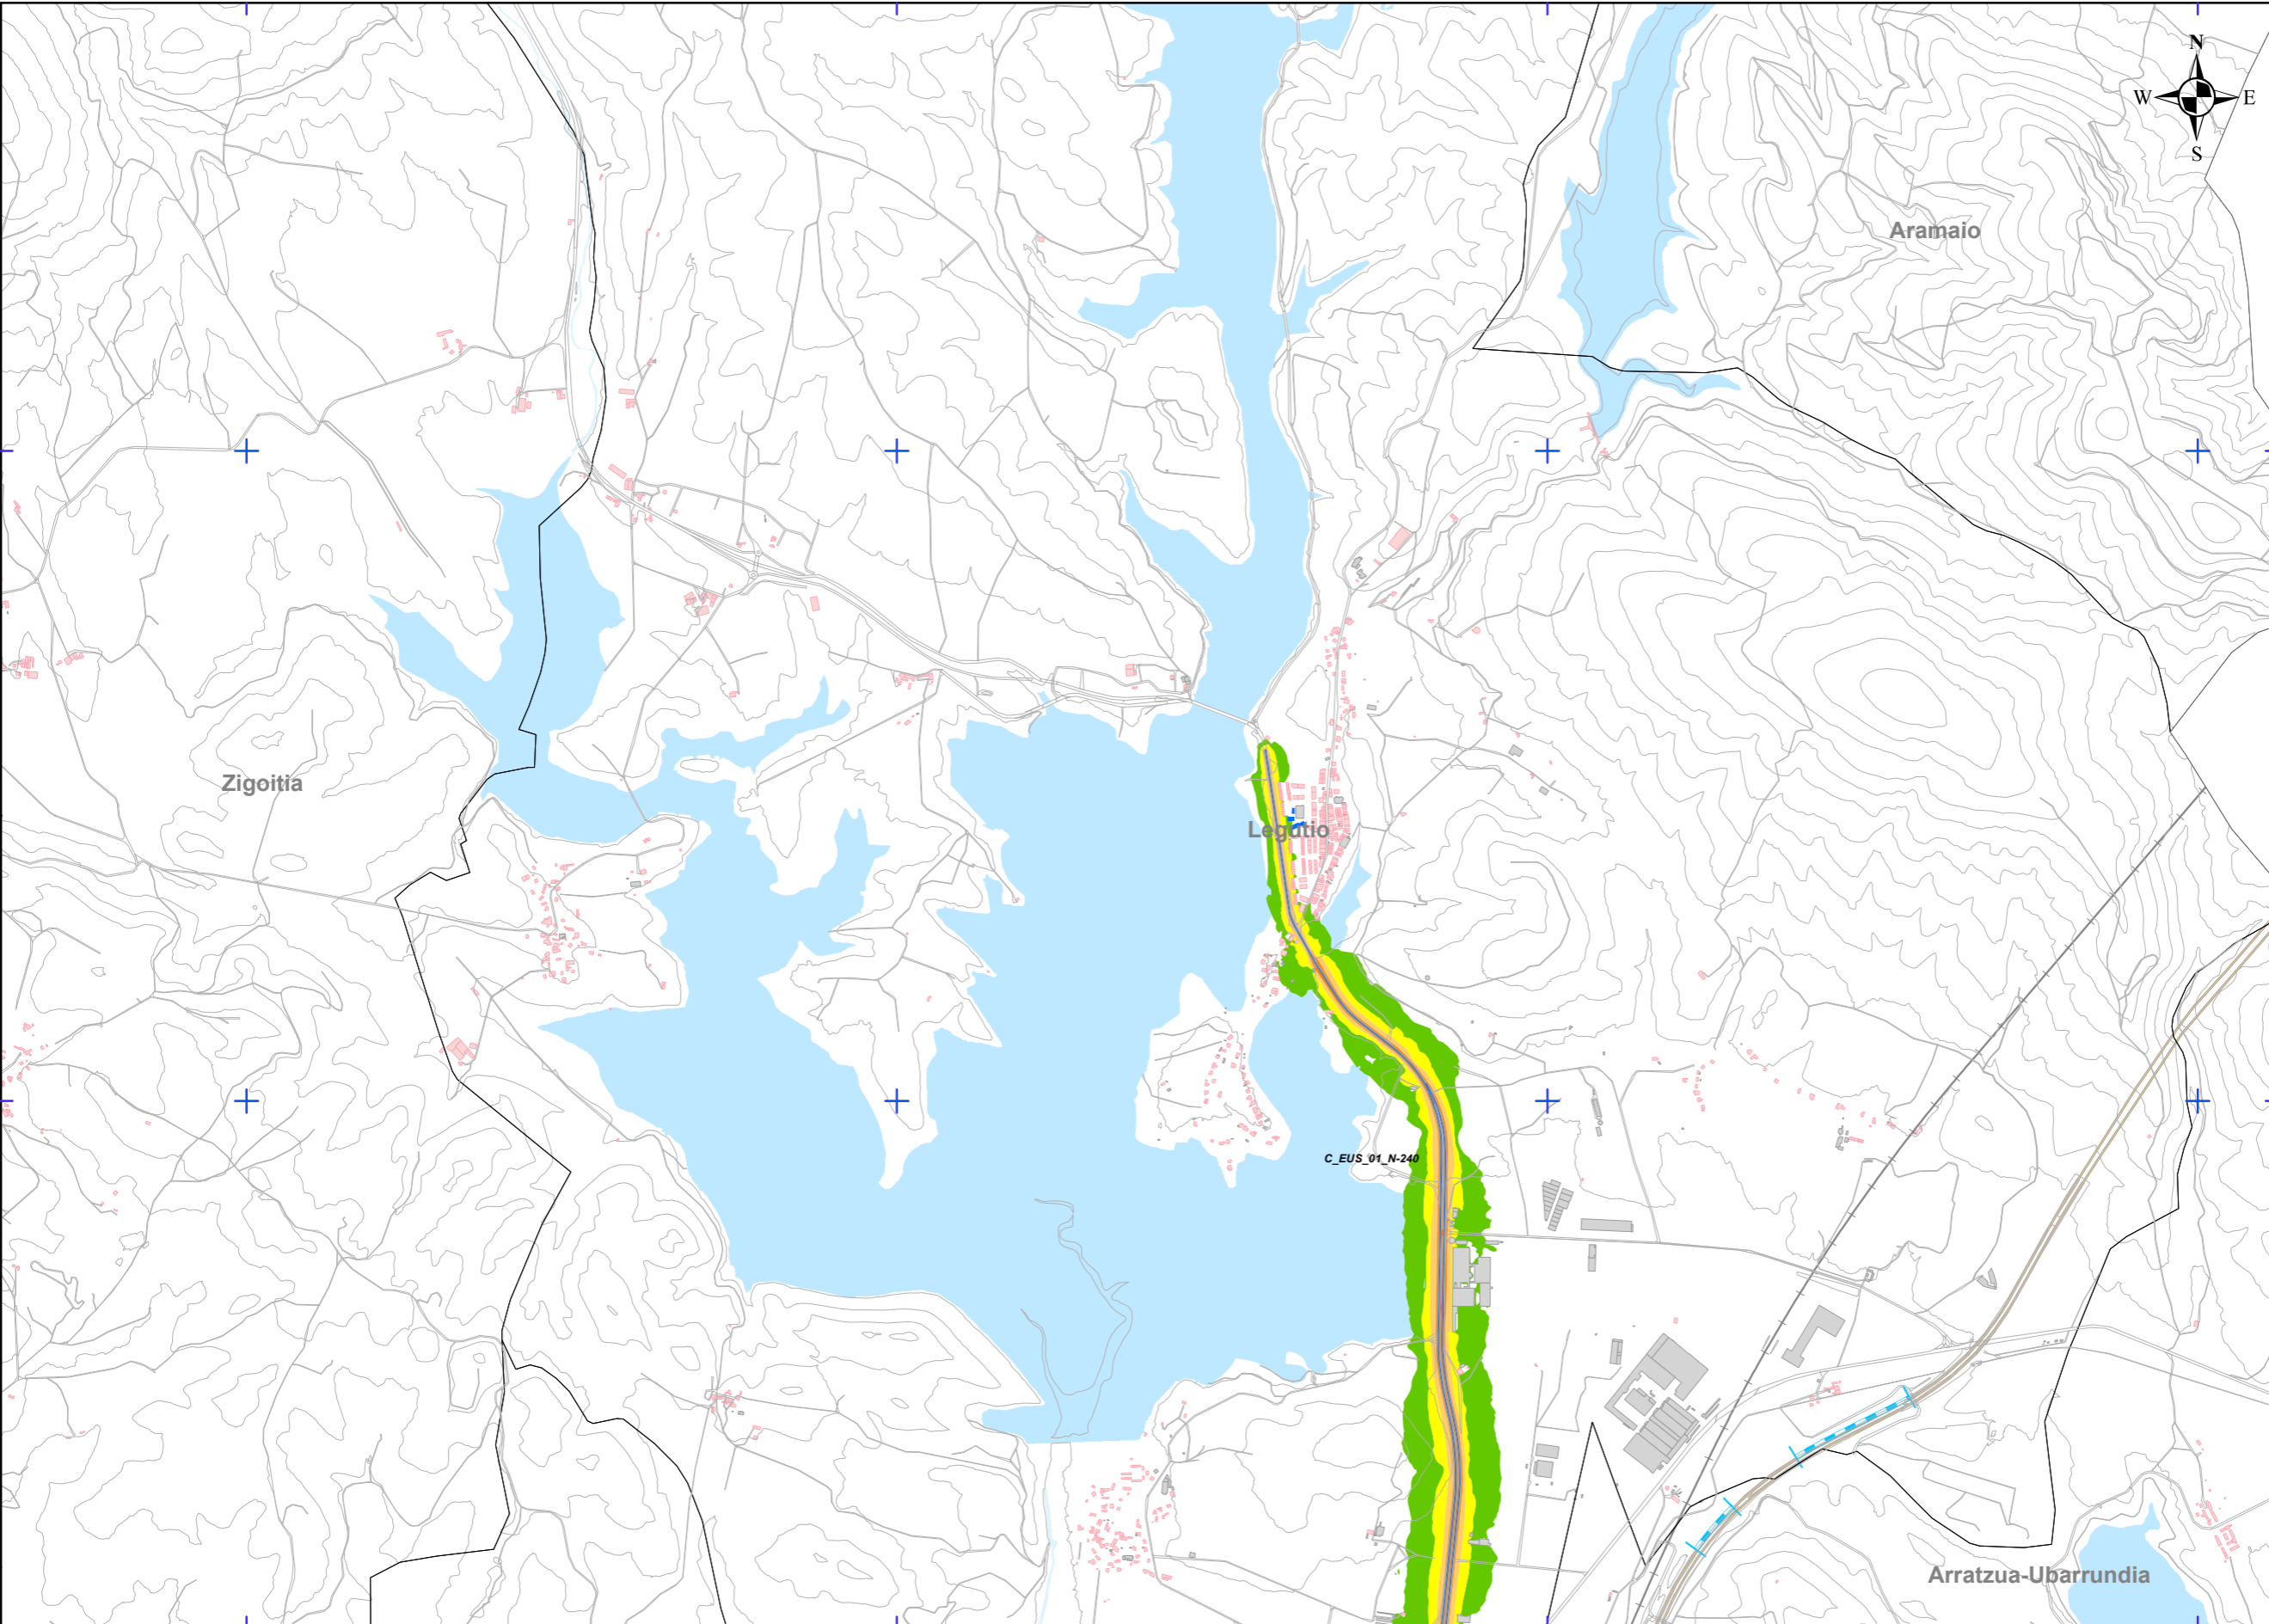 N
W E
S
Aramaio
Zigoitia
Legutio
C_EUS_01_N-240
Arratzua-Ubarrundia